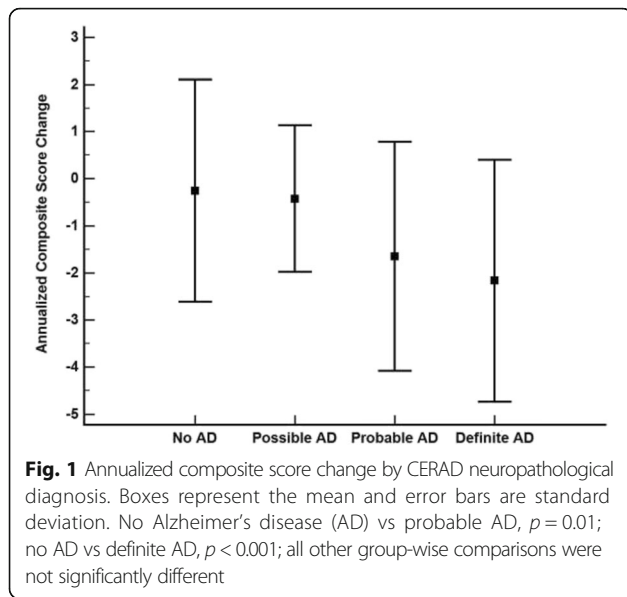 3
2
1
0
-1
-2
-3
-4
-5
Annualized Composite Score Change
No AD Possible AD Probable AD Definite AD
Fig. 1 Annualized composite score change by CERAD neuropathological
diagnosis. Boxes represent the mean and error bars are standard
deviation. No Alzheimer's disease (AD) vs probable AD, p = 0.01;
no AD vs definite AD, p < 0.001; all other group-wise comparisons were
not significantly different